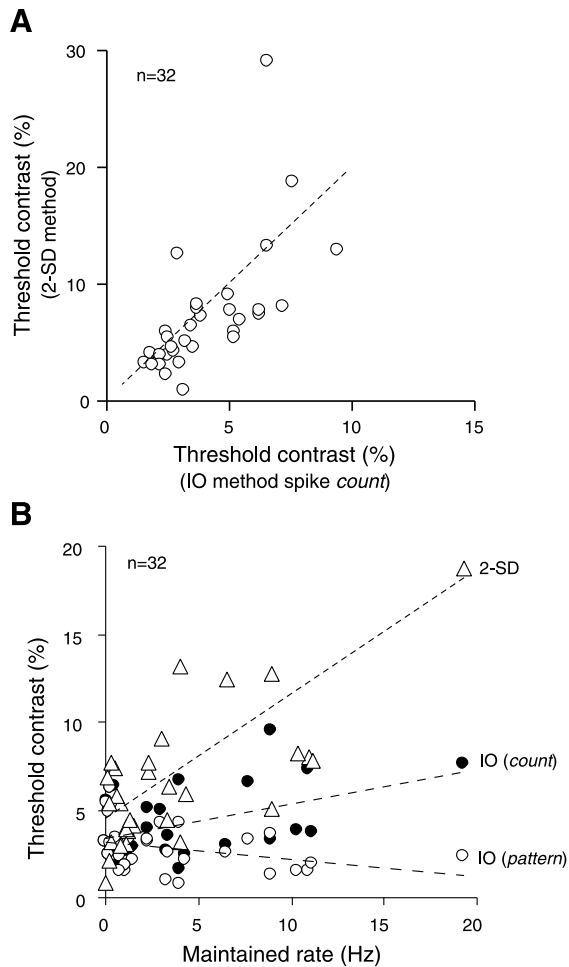 A
30
20
10
0
n=32
Threshold contrast (%)
(2-SD method)
0
5
10
15
Threshold contrast (%)
(IO method spike count)
B
20
15
10
5
0
n=32
Threshold contrast (%)
2-SD
IO (count)
IO (pattern)
0
5
10
15
20
Maintained rate (Hz)